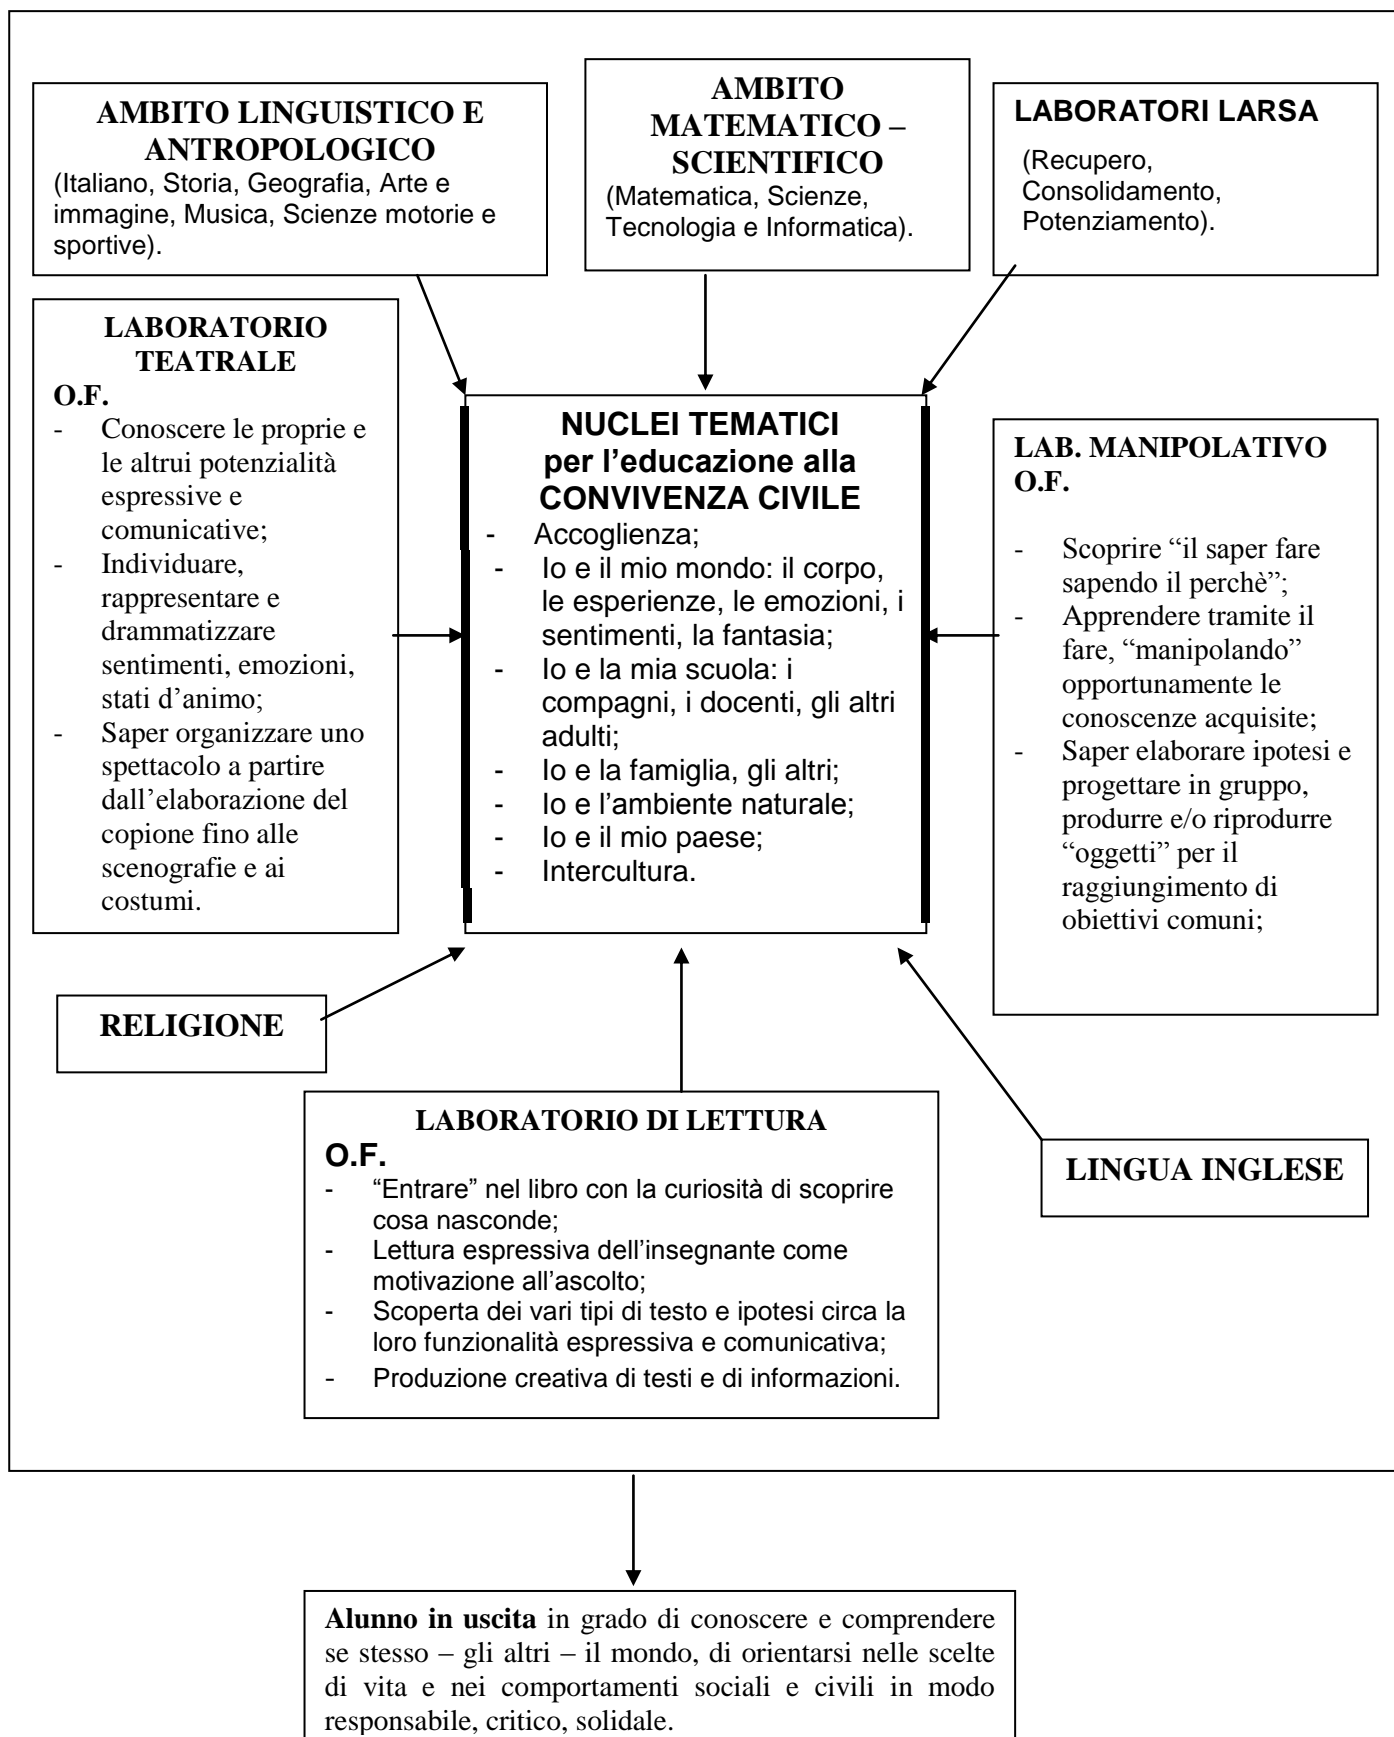 AMBITO LINGUISTICO E
ANTROPOLOGICO
(Italiano, Storia, Geografia, Arte e
immagine, Musica, Scienze motorie e
sportive).
AMBITO
MATEMATICO –
SCIENTIFICO
(Matematica, Scienze,
Tecnologia e Informatica).
LABORATORI LARSA
(Recupero,
Consolidamento,
Potenziamento).
LABORATORIO
TEATRALE
O.F.
- Conoscere le proprie e
le altrui potenzialità
espressive e
comunicative;
- Individuare,
rappresentare e
drammatizzare
sentimenti, emozioni,
stati d’animo;
- Saper organizzare uno
spettacolo a partire
dall’elaborazione del
copione fino alle
scenografie e ai
costumi.
NUCLEI TEMATICI
per l’educazione alla
CONVIVENZA CIVILE
- Accoglienza;
- Io e il mio mondo: il corpo,
le esperienze, le emozioni, i
sentimenti, la fantasia;
- Io e la mia scuola: i
compagni, i docenti, gli altri
adulti;
- Io e la famiglia, gli altri;
- Io e l’ambiente naturale;
- Io e il mio paese;
- Intercultura.
LAB. MANIPOLATIVO
O.F.
- Scoprire “il saper fare
sapendo il perchè”;
- Apprendere tramite il
fare, “manipolando”
opportunamente le
conoscenze acquisite;
- Saper elaborare ipotesi e
progettare in gruppo,
produrre e/o riprodurre
“oggetti” per il
raggiungimento di
obiettivi comuni;
RELIGIONE
LABORATORIO DI LETTURA
O.F.
- “Entrare” nel libro con la curiosità di scoprire
cosa nasconde;
- Lettura espressiva dell’insegnante come
motivazione all’ascolto;
- Scoperta dei vari tipi di testo e ipotesi circa la
loro funzionalità espressiva e comunicativa;
- Produzione creativa di testi e di informazioni.
LINGUA INGLESE
Alunno in uscita in grado di conoscere e comprendere
se stesso – gli altri – il mondo, di orientarsi nelle scelte
di vita e nei comportamenti sociali e civili in modo
responsabile, critico, solidale.